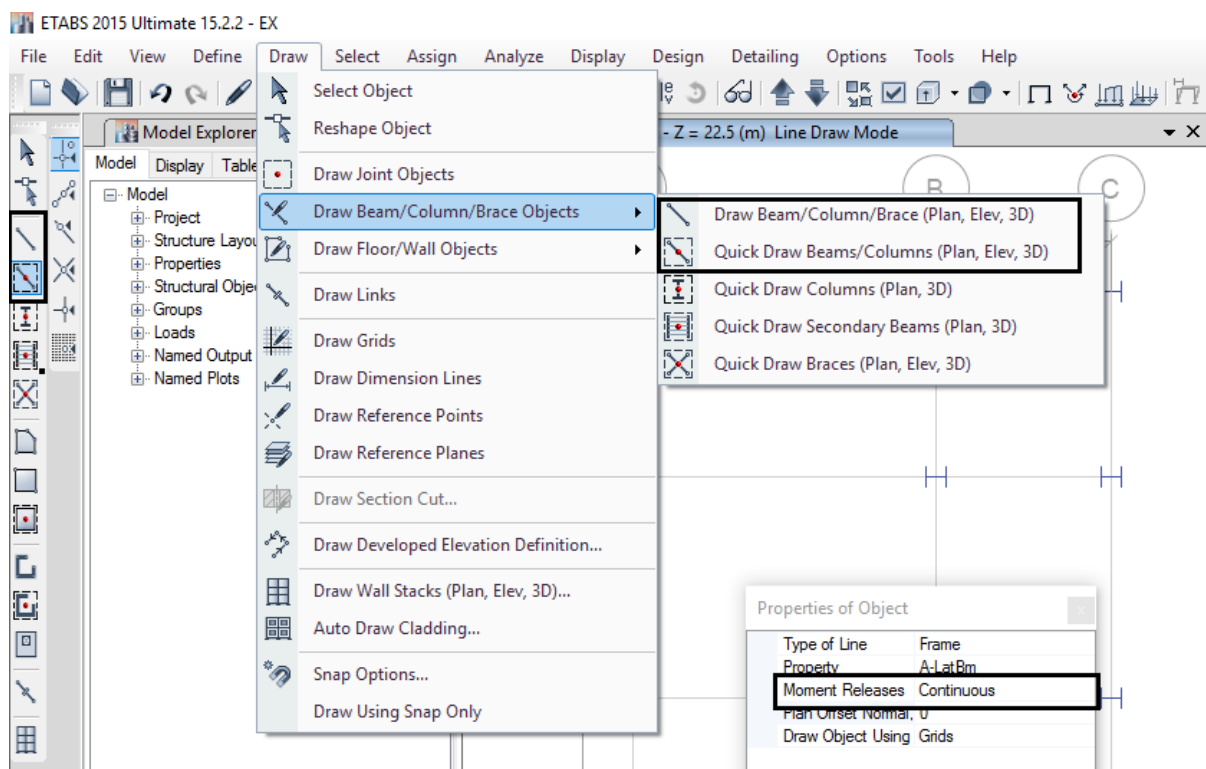 ETABS 2015 Ultimate 15.2.2 - EX
File Edit View Define Draw Select Assign Analyze Display Design Detailing Options Tools Help
Model Explorer
- Z = 22.5 (m) Line Draw Mode
Model Display Table
Model
Project
Structure Layou
Properties
Structural Obje
Groups
Loads
Named Output
Named Plots
Select Object
Reshape Object
Draw Joint Objects
Draw Beam/Column/Brace Objects
Draw Floor/Wall Objects
Draw Links
Draw Grids
Draw Dimension Lines
Draw Reference Points
Draw Reference Planes
Draw Section Cut...
Draw Developed Elevation Definition...
Draw Wall Stacks (Plan, Elev, 3D)...
Auto Draw Cladding...
Snap Options...
Draw Using Snap Only
Draw Beam/Column/Brace (Plan, Elev, 3D)
Quick Draw Beams/Columns (Plan, Elev, 3D)
Quick Draw Columns (Plan, 3D)
Quick Draw Secondary Beams (Plan, 3D)
Quick Draw Braces (Plan, Elev, 3D)
B C
Properties of Object
Type of Line Frame
Property A-LatBm
Moment Releases Continuous
Plan Offset Normal, 0
Draw Object Using Grids